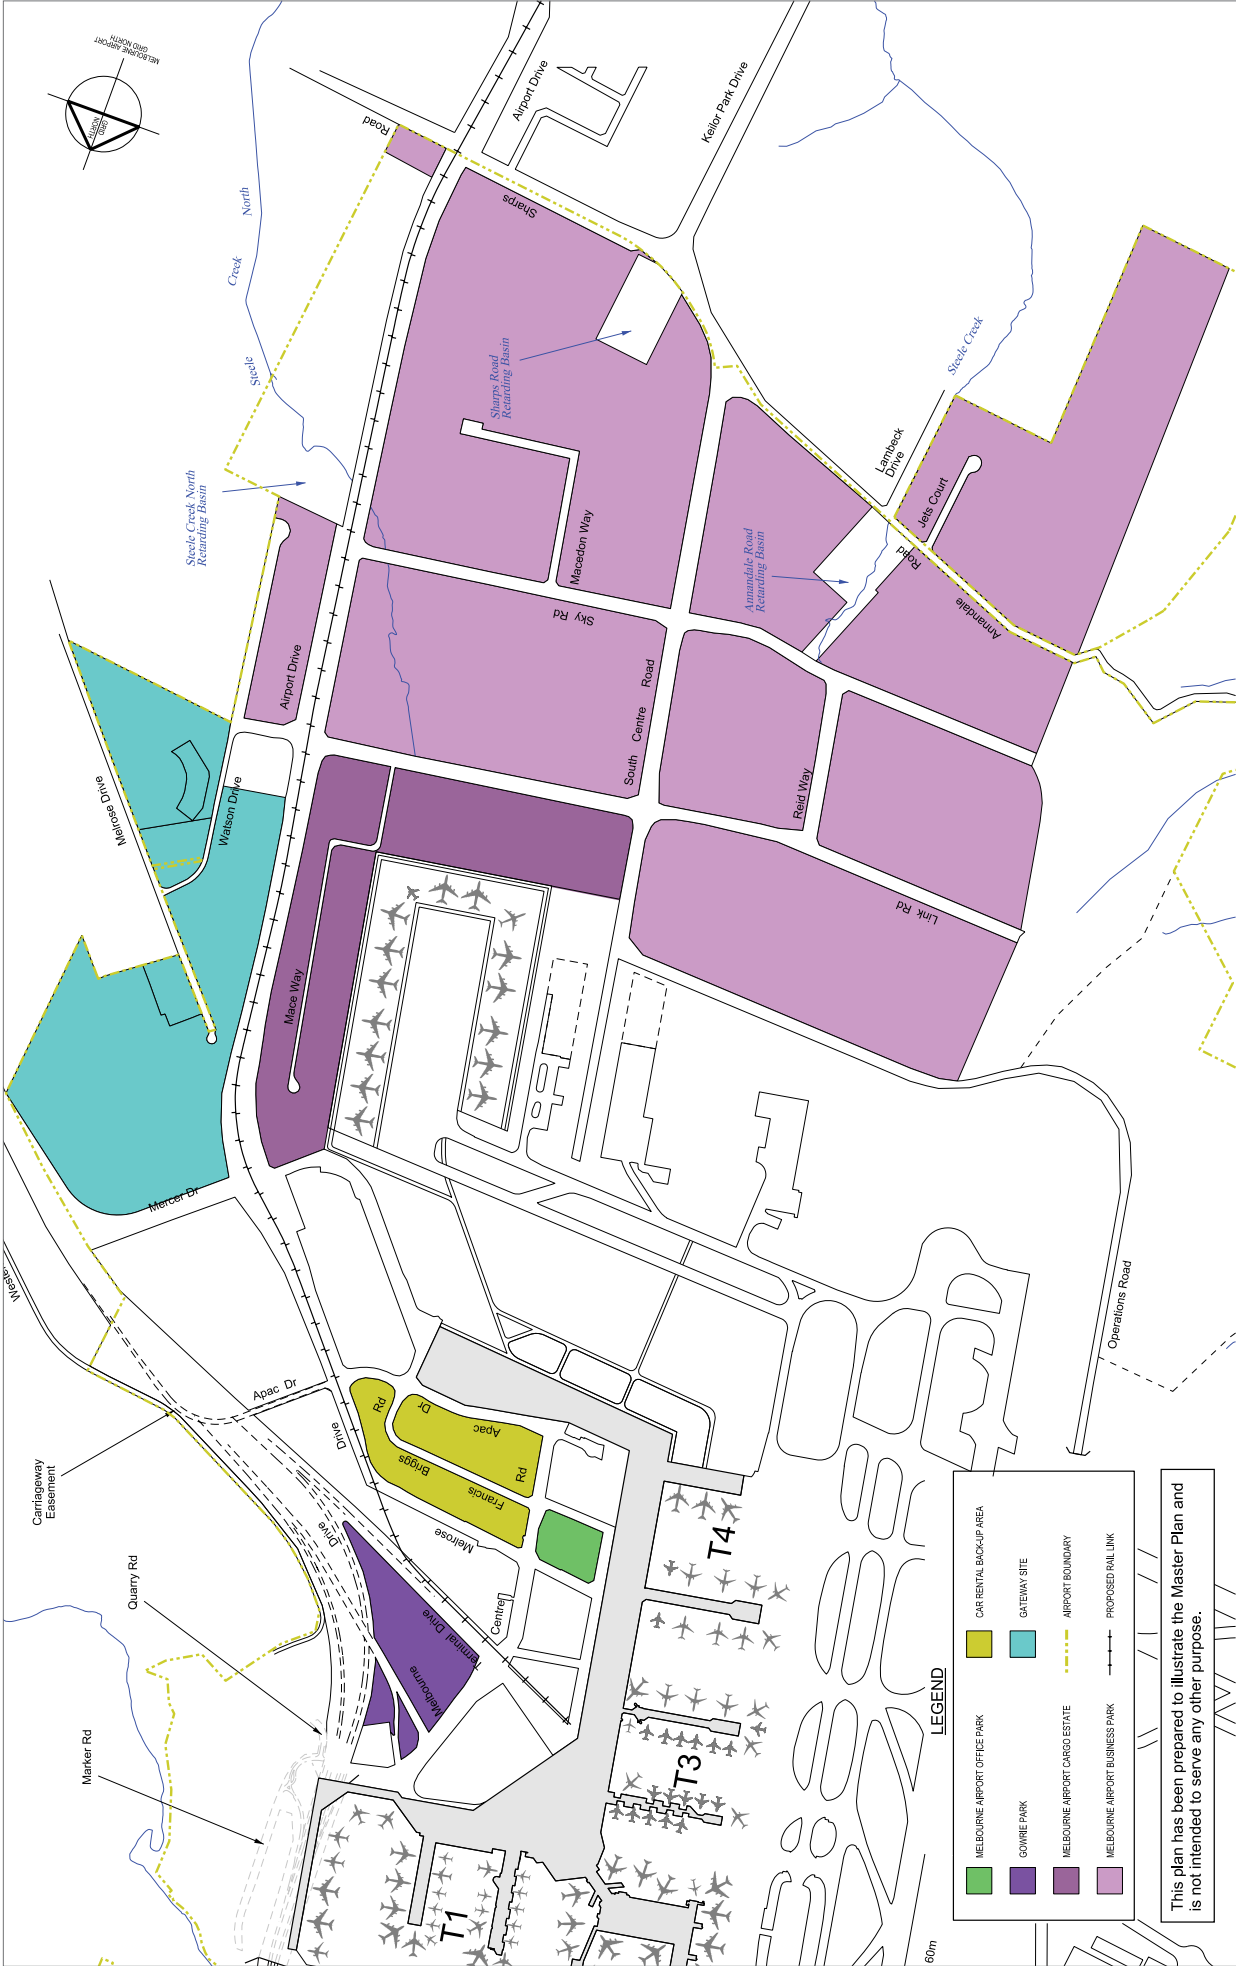 MELBOURNE AIRPORT
GRID NORTH
GRID
NORTH
Steele
Creek
North
Road
Airport Drive
Keilor Park Drive
Sharps
Steele Creek North
Retarding Basin
Sharps Road
Retarding Basin
Steele Creek
Lambeck
Drive
Jets Court
Road
Annandale
Annandale Road
Retarding Basin
Macedon Way
Sky Rd
South
Centre
Road
Airport Drive
Melrose Drive
Watson Drive
Reid Way
Link Rd
Mace Way
Mercer Dr
Operations Road
Apac Dr
Drive
Rd
Briggs
Francis
Dr
Apac
Rd
Melrose
Carriageway
Easement
Drive
Quarry Rd
Centre
Terminal Drive
Melbourne
Marker Rd
T4
T3
T1
60m
LEGEND
MELBOURNE AIRPORT OFFICE PARK
GOWRIE PARK
MELBOURNE AIRPORT CARGO ESTATE
MELBOURNE AIRPORT BUSINESS PARK
CAR RENTAL BACK-UP AREA
GATEWAY SITE
AIRPORT BOUNDARY
PROPOSED RAIL LINK
This plan has been prepared to illustrate the Master Plan and
is not intended to serve any other purpose.